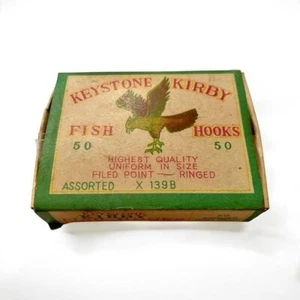 KEYSTONE KIRBY
FISH HOOKS
50 50
HIGHEST QUALITY
UNIFORM IN SIZE
FILED POINT — RINGED
ASSORTED X 139B